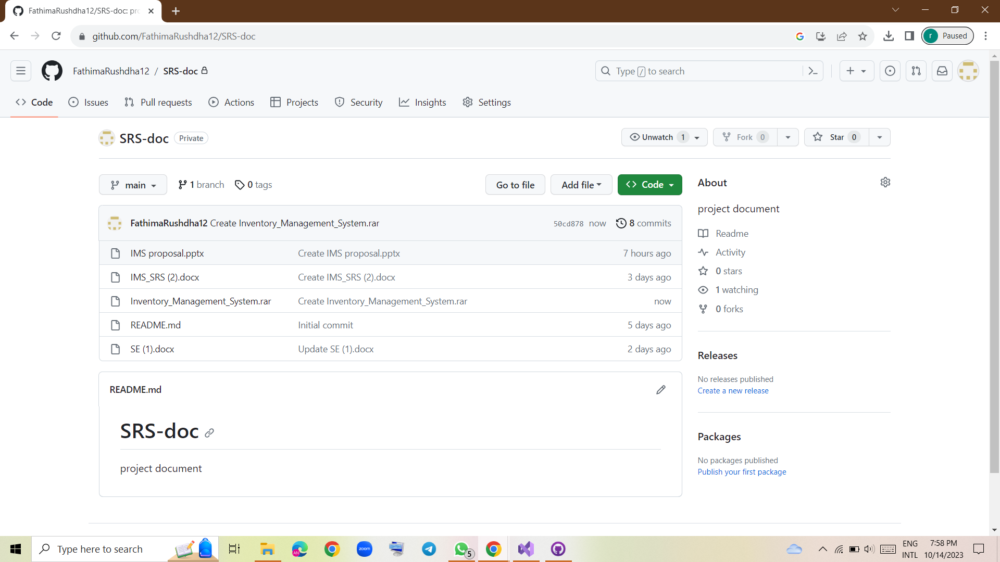 FathimaRushdha12/SRS-doc: pro
github.com/FathimaRushdha12/SRS-doc
r Paused
FathimaRushdha12 / SRS-doc
Type / to search
Code Issues Pull requests Actions Projects Security Insights Settings
SRS-doc Private
Unwatch 1 Fork 0 Star 0
main 1 branch 0 tags Go to file Add file Code
FathimaRushdha12 Create Inventory_Management_System.rar 50cd878 now 8 commits
IMS proposal.pptx Create IMS proposal.pptx 7 hours ago
IMS_SRS (2).docx Create IMS_SRS (2).docx 3 days ago
Inventory_Management_System.rar Create Inventory_Management_System.rar now
README.md Initial commit 5 days ago
SE (1).docx Update SE (1).docx 2 days ago
README.md
SRS-doc
project document
About
project document
Readme
Activity
0 stars
1 watching
0 forks
Releases
No releases published
Create a new release
Packages
No packages published
Publish your first package
Type here to search
AN
zoom
5
ENG
INTL
7:58 PM
10/14/2023